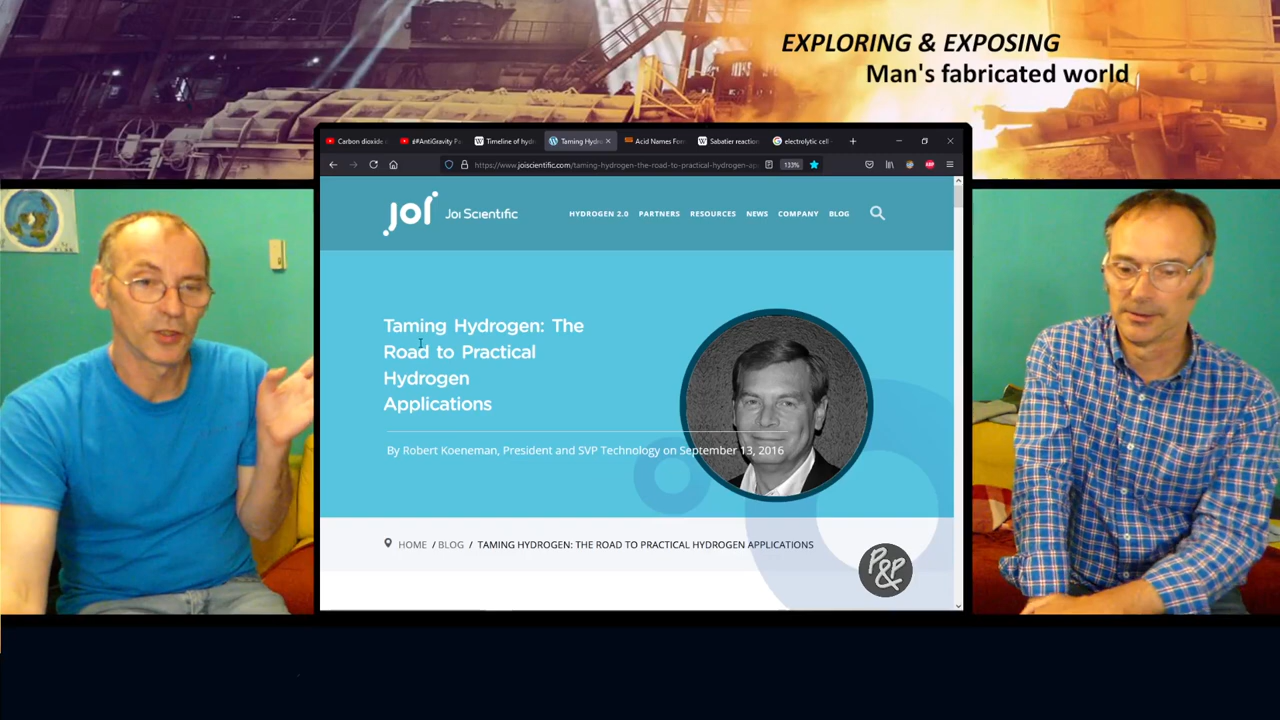 EXPLORING & EXPOSING
Man's fabricated world
Carbon dioxide
#AntiGravity
Timeline of
Taming
Acid Names
Sabatier reaction
electrolytic cell
https://www.joiscientific.com/taming-hydrogen-the-road-to-practical-hydrogen-ap
133%
ABP
joi
Joi Scientific
HYDROGEN 2.0
PARTNERS
RESOURCES
NEWS
COMPANY
BLOG
Taming Hydrogen: The
Road to Practical
Hydrogen
Applications
By Robert Koeneman, President and SVP Technology on September 13, 2016
HOME / BLOG / TAMING HYDROGEN: THE ROAD TO PRACTICAL HYDROGEN APPLICATIONS
P&P